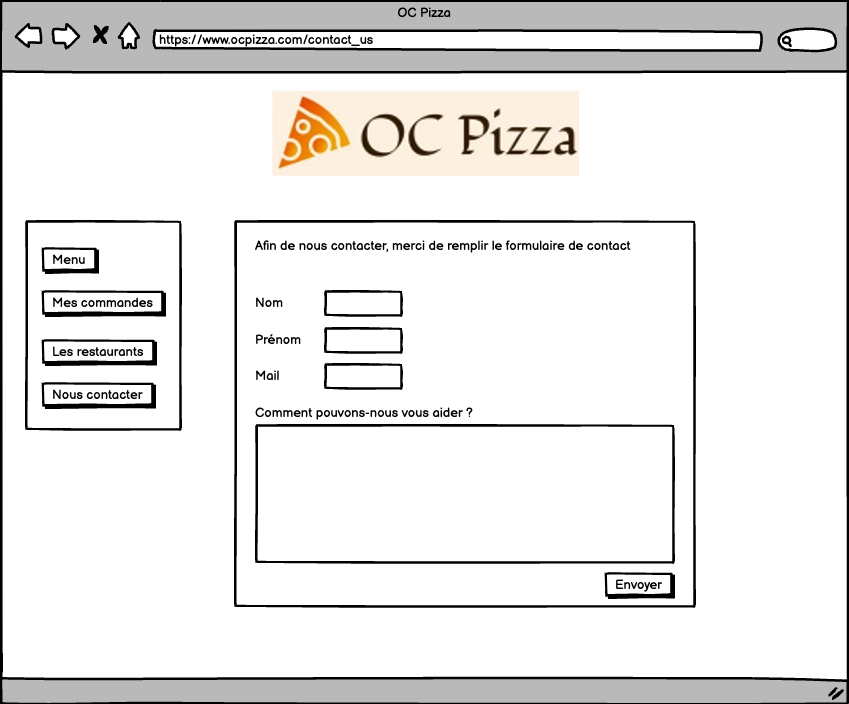 OC Pizza
https://www.ocpizza.com/contact_us
OC Pizza
Menu
Mes commandes
Les restaurants
Nous contacter
Afin de nous contacter, merci de remplir le formulaire de contact
Nom
Prénom
Mail
Comment pouvons-nous vous aider ?
Envoyer